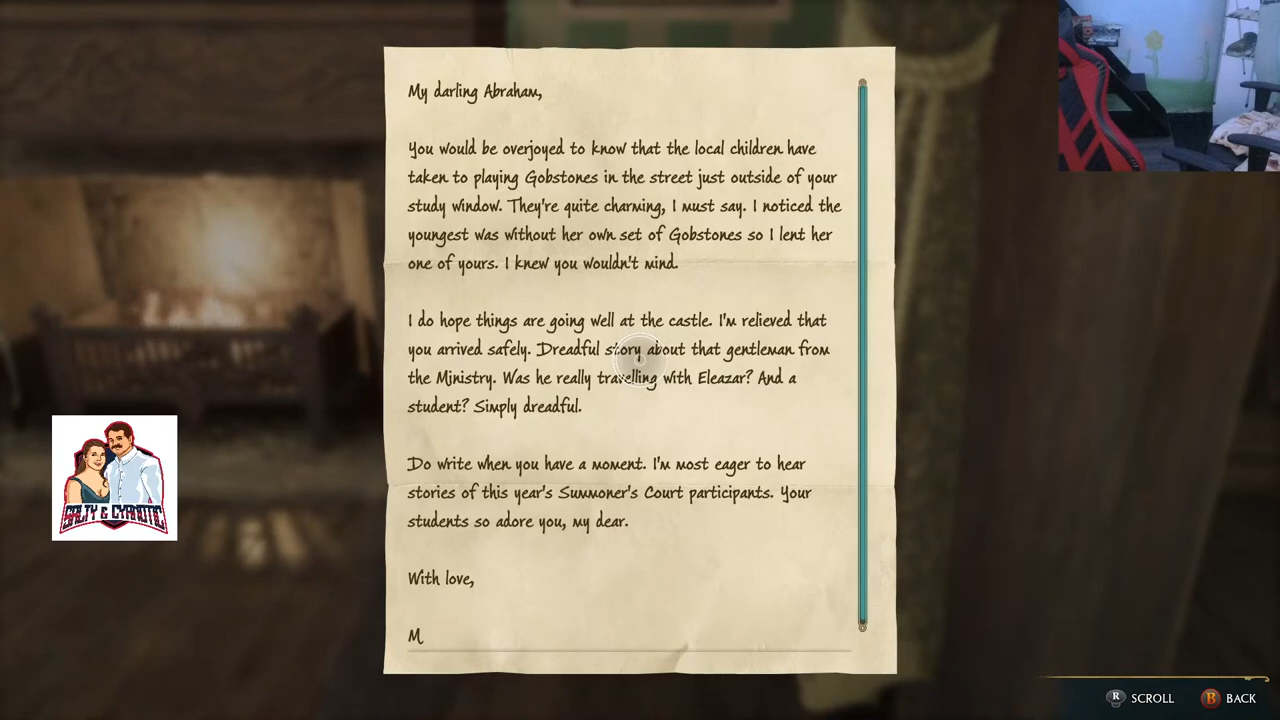 My darling Abraham,
You would be overjoyed to know that the local children have
taken to playing Gobstones in the street just outside of your
study window. They're quite charming, I must say. I noticed the
youngest was without her own set of Gobstones so I lent her
one of yours. I knew you wouldn't mind.
I do hope things are going well at the castle. I'm relieved that
you arrived safely. Dreadful story about that gentleman from
the Ministry. Was he really travelling with Eleazar? And a
student? Simply dreadful.
Do write when you have a moment. I'm most eager to hear
stories of this year's Summoner's Court participants. Your
students so adore you, my dear.
With love,
M
SALTY & CYANOTIC
R SCROLL B BACK